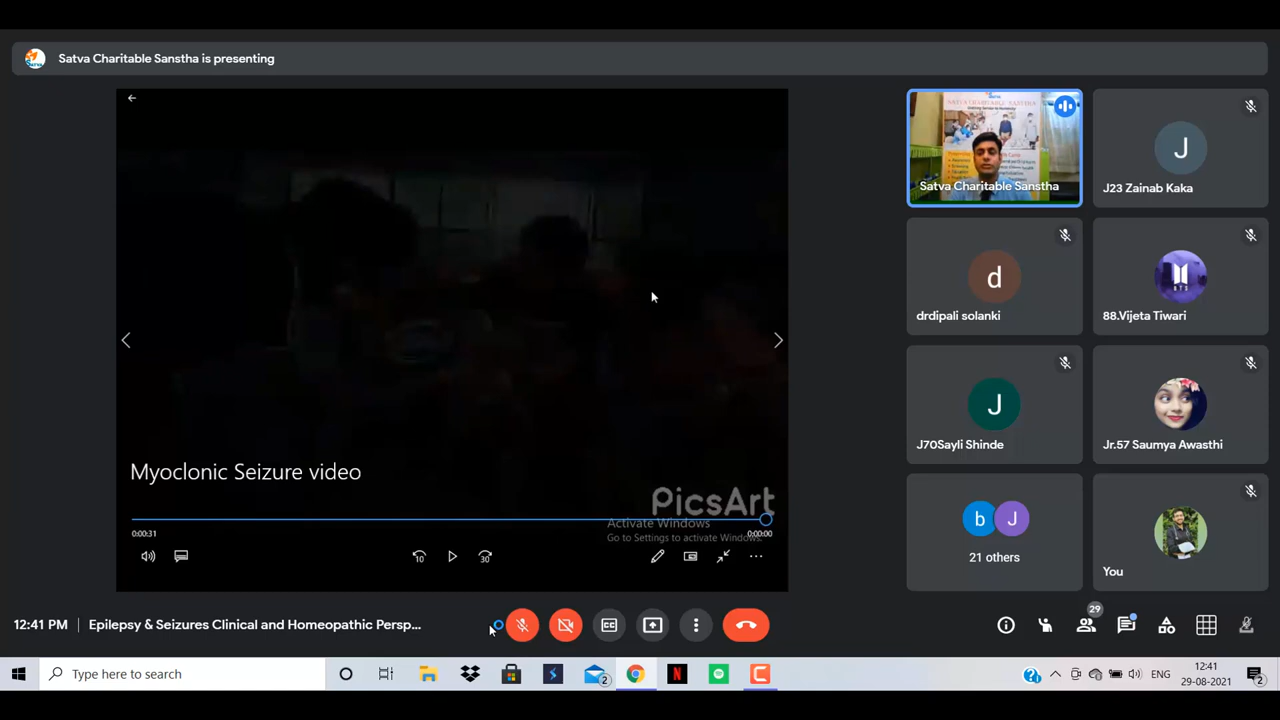 Satva Charitable Sanstha is presenting
Satva Charitable Sanstha
J
J23 Zainab Kaka
d
drdipali solanki
88.Vijeta Tiwari
J
J70Sayli Shinde
Jr.57 Saumya Awasthi
b J
21 others
You
Myoclonic Seizure video
PicsArt
Activate Windows
Go to Settings to activate Windows.
0:00:31
0:00:00
10
30
12:41 PM | Epilepsy & Seizures Clinical and Homeopathic Persp...
CC
29
Type here to search
2
ENG
12:41
29-08-2021
2